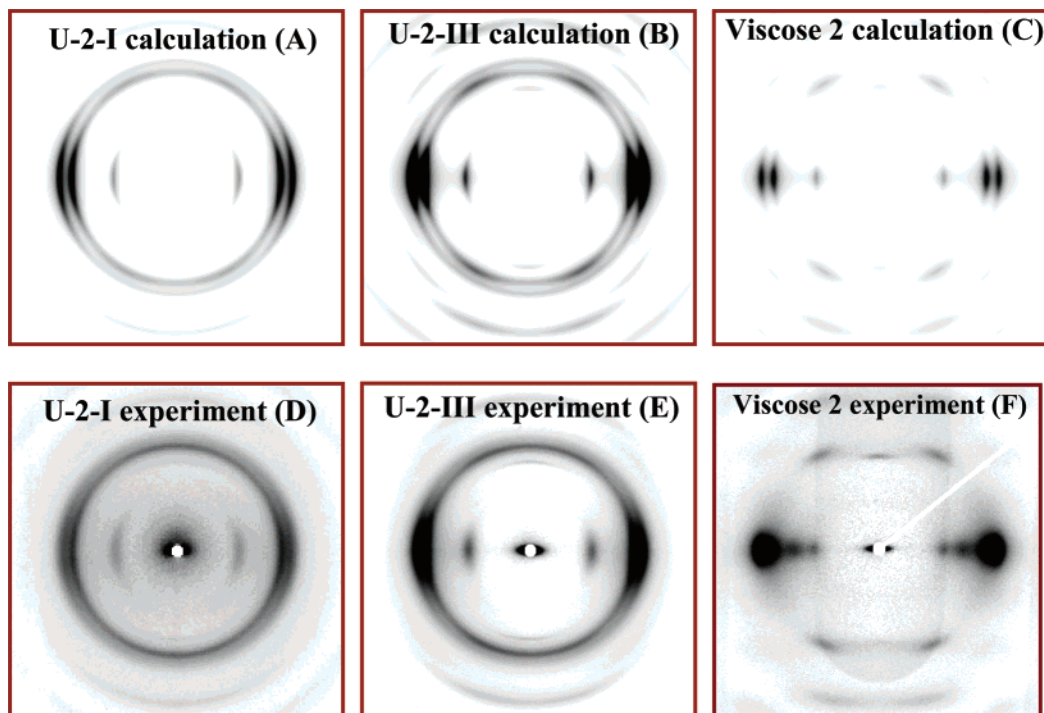 U-2-I calculation (A)
U-2-III calculation (B)
Viscose 2 calculation (C)
U-2-I experiment (D)
U-2-III experiment (E)
Viscose 2 experiment (F)